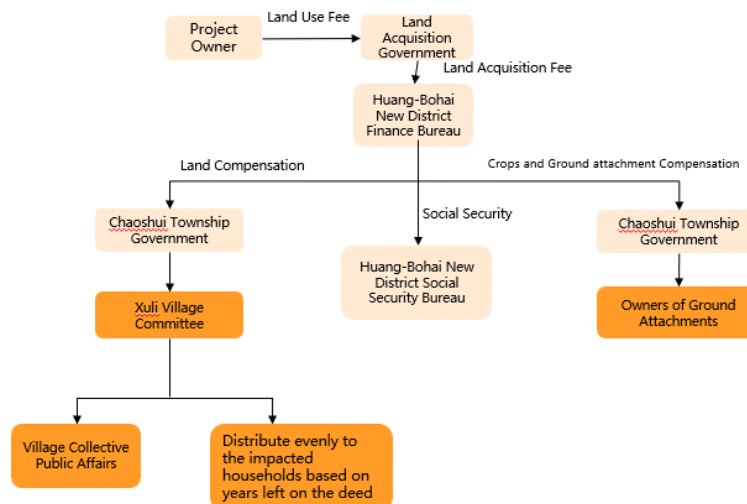 Land Use Fee
Project
Owner
Land
Acquisition
Government
Land Acquisition Fee
Huang-Bohai
New District
Finance Bureau
Land Compensation
Crops and Ground attachment Compensation
Social Security
Chaoshui Township
Government
Huang-Bohai New
District Social
Security Bureau
Chaoshui Township
Government
Xuli Village
Committee
Owners of Ground
Attachments
Village Collective
Public Affairs
Distribute evenly to
the impacted
households based on
years left on the deed